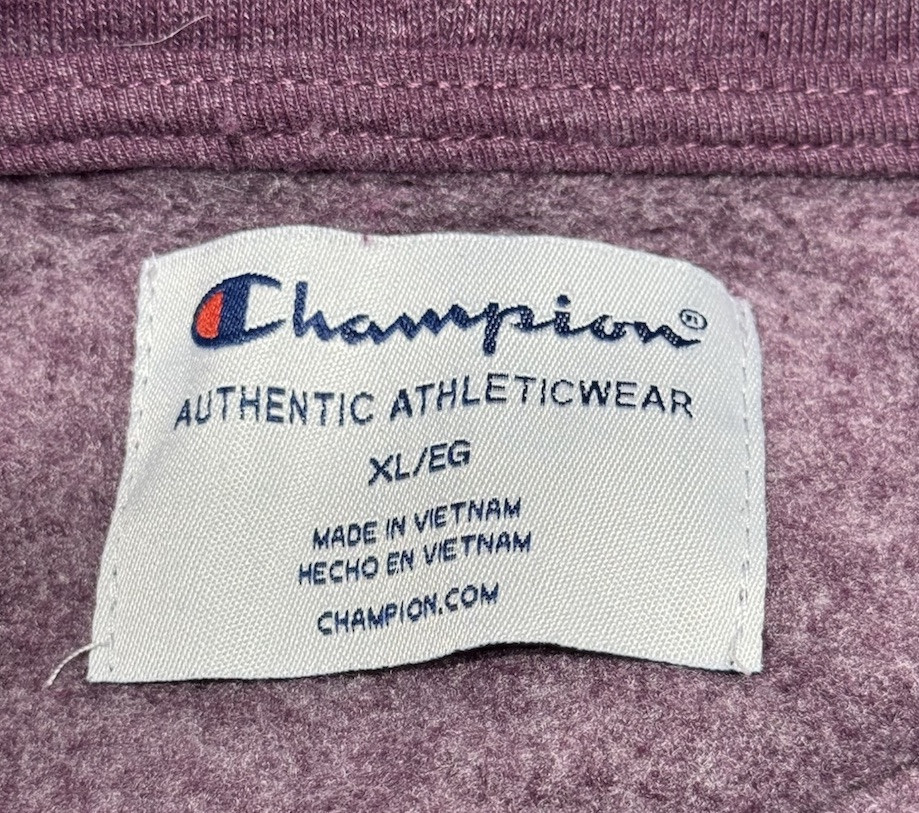 Champion®
AUTHENTIC ATHLETICWEAR
XL/EG
MADE IN VIETNAM
HECHO EN VIETNAM
CHAMPION.COM